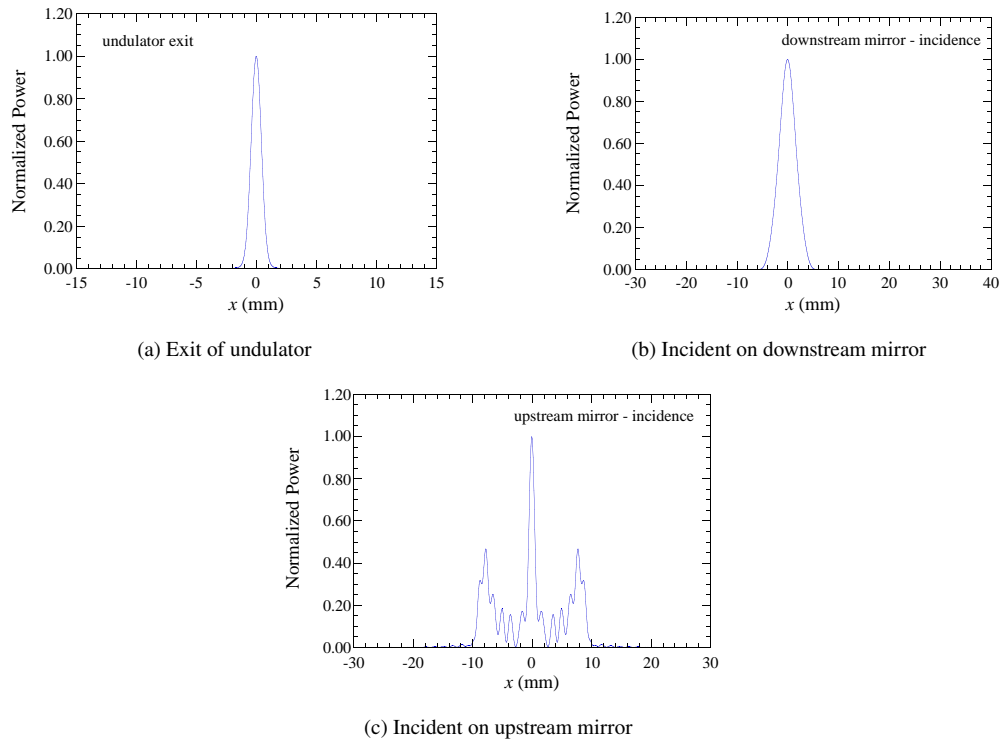 1.20
1.00
0.80
0.60
0.40
0.20
0.00
Normalized Power
undulator exit
-15 -10 -5 0 5 10 15
x (mm)
(a) Exit of undulator
1.20
1.00
0.80
0.60
0.40
0.20
0.00
Normalized Power
downstream mirror - incidence
-30 -20 -10 0 10 20 30 40
x (mm)
(b) Incident on downstream mirror
1.20
1.00
0.80
0.60
0.40
0.20
0.00
Normalized Power
upstream mirror - incidence
-30 -20 -10 0 10 20 30
x (mm)
(c) Incident on upstream mirror